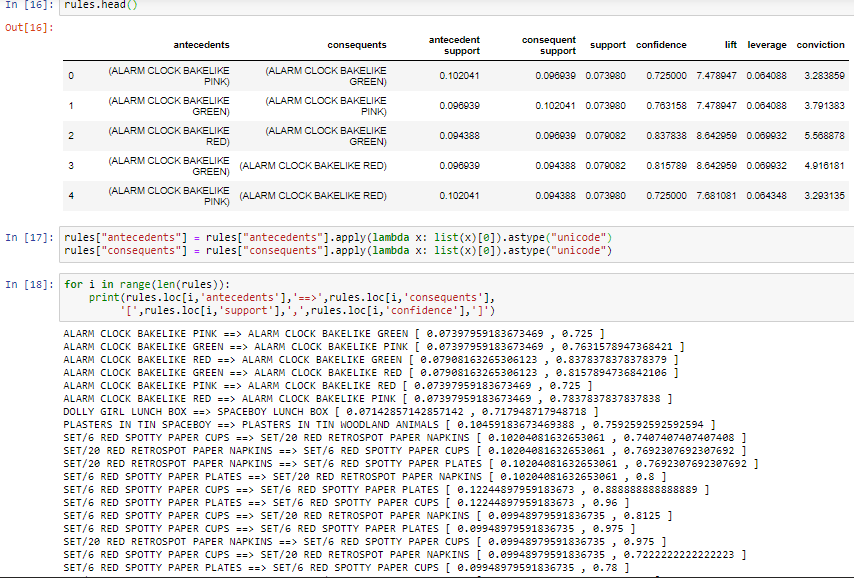 In [16]: rules.head()
Out[16]:
antecedents consequents antecedent support consequent support support confidence lift leverage conviction
0 (ALARM CLOCK BAKELIKE PINK) (ALARM CLOCK BAKELIKE GREEN) 0.102041 0.096939 0.073980 0.725000 7.478947 0.064088 3.283859
1 (ALARM CLOCK BAKELIKE GREEN) (ALARM CLOCK BAKELIKE PINK) 0.096939 0.102041 0.073980 0.763158 7.478947 0.064088 3.791383
2 (ALARM CLOCK BAKELIKE RED) (ALARM CLOCK BAKELIKE GREEN) 0.094388 0.096939 0.079082 0.837838 8.642959 0.069932 5.568878
3 (ALARM CLOCK BAKELIKE GREEN) (ALARM CLOCK BAKELIKE RED) 0.096939 0.094388 0.079082 0.815789 8.642959 0.069932 4.916181
4 (ALARM CLOCK BAKELIKE PINK) (ALARM CLOCK BAKELIKE RED) 0.102041 0.094388 0.073980 0.725000 7.681081 0.064348 3.293135
In [17]: rules["antecedents"] = rules["antecedents"].apply(lambda x: list(x)[0]).astype("unicode")
rules["consequents"] = rules["consequents"].apply(lambda x: list(x)[0]).astype("unicode")
In [18]: for i in range(len(rules)):
print(rules.loc[i,'antecedents'],'==>',rules.loc[i,'consequents'],
'[',rules.loc[i,'support'],',',rules.loc[i,'confidence'],']')
ALARM CLOCK BAKELIKE PINK ==> ALARM CLOCK BAKELIKE GREEN [ 0.07397959183673469 , 0.725 ]
ALARM CLOCK BAKELIKE GREEN ==> ALARM CLOCK BAKELIKE PINK [ 0.07397959183673469 , 0.7631578947368421 ]
ALARM CLOCK BAKELIKE RED ==> ALARM CLOCK BAKELIKE GREEN [ 0.07908163265306123 , 0.8378378378378379 ]
ALARM CLOCK BAKELIKE GREEN ==> ALARM CLOCK BAKELIKE RED [ 0.07908163265306123 , 0.8157894736842106 ]
ALARM CLOCK BAKELIKE PINK ==> ALARM CLOCK BAKELIKE RED [ 0.07397959183673469 , 0.725 ]
ALARM CLOCK BAKELIKE RED ==> ALARM CLOCK BAKELIKE PINK [ 0.07397959183673469 , 0.7837837837837838 ]
DOLLY GIRL LUNCH BOX ==> SPACEBOY LUNCH BOX [ 0.07142857142857142 , 0.717948717948718 ]
PLASTERS IN TIN SPACEBOY ==> PLASTERS IN TIN WOODLAND ANIMALS [ 0.10459183673469388 , 0.7592592592592594 ]
SET/6 RED SPOTTY PAPER CUPS ==> SET/20 RED RETROSPOT PAPER NAPKINS [ 0.10204081632653061 , 0.7407407407407408 ]
SET/20 RED RETROSPOT PAPER NAPKINS ==> SET/6 RED SPOTTY PAPER CUPS [ 0.10204081632653061 , 0.7692307692307692 ]
SET/20 RED RETROSPOT PAPER NAPKINS ==> SET/6 RED SPOTTY PAPER PLATES [ 0.10204081632653061 , 0.7692307692307692 ]
SET/6 RED SPOTTY PAPER PLATES ==> SET/20 RED RETROSPOT PAPER NAPKINS [ 0.10204081632653061 , 0.8 ]
SET/6 RED SPOTTY PAPER CUPS ==> SET/6 RED SPOTTY PAPER PLATES [ 0.12244897959183673 , 0.888888888888889 ]
SET/6 RED SPOTTY PAPER PLATES ==> SET/6 RED SPOTTY PAPER CUPS [ 0.12244897959183673 , 0.96 ]
SET/6 RED SPOTTY PAPER CUPS ==> SET/20 RED RETROSPOT PAPER NAPKINS [ 0.09948979591836735 , 0.8125 ]
SET/6 RED SPOTTY PAPER CUPS ==> SET/6 RED SPOTTY PAPER PLATES [ 0.09948979591836735 , 0.975 ]
SET/20 RED RETROSPOT PAPER NAPKINS ==> SET/6 RED SPOTTY PAPER CUPS [ 0.09948979591836735 , 0.975 ]
SET/6 RED SPOTTY PAPER CUPS ==> SET/20 RED RETROSPOT PAPER NAPKINS [ 0.09948979591836735 , 0.7222222222222223 ]
SET/6 RED SPOTTY PAPER PLATES ==> SET/6 RED SPOTTY PAPER CUPS [ 0.09948979591836735 , 0.78 ]